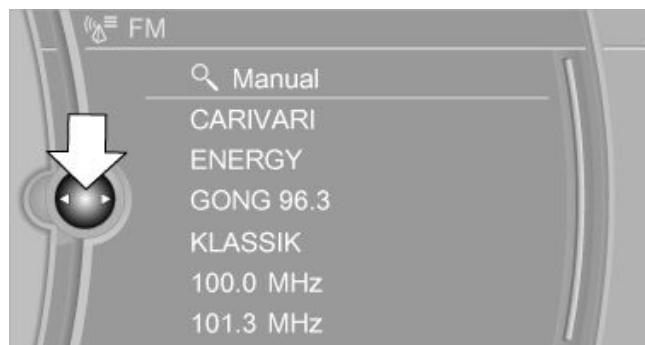 FM
Manual
CARIVARI
ENERGY
GONG 96.3
KLASSIK
100.0 MHz
101.3 MHz